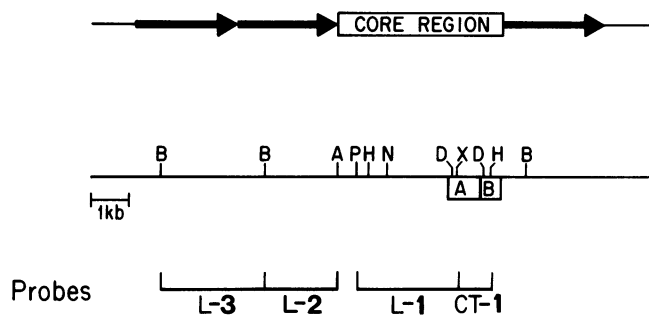 CORE REGION
B B A P H N D X D H B
A B
1kb
Probes
L-3 L-2 L-1 CT-1